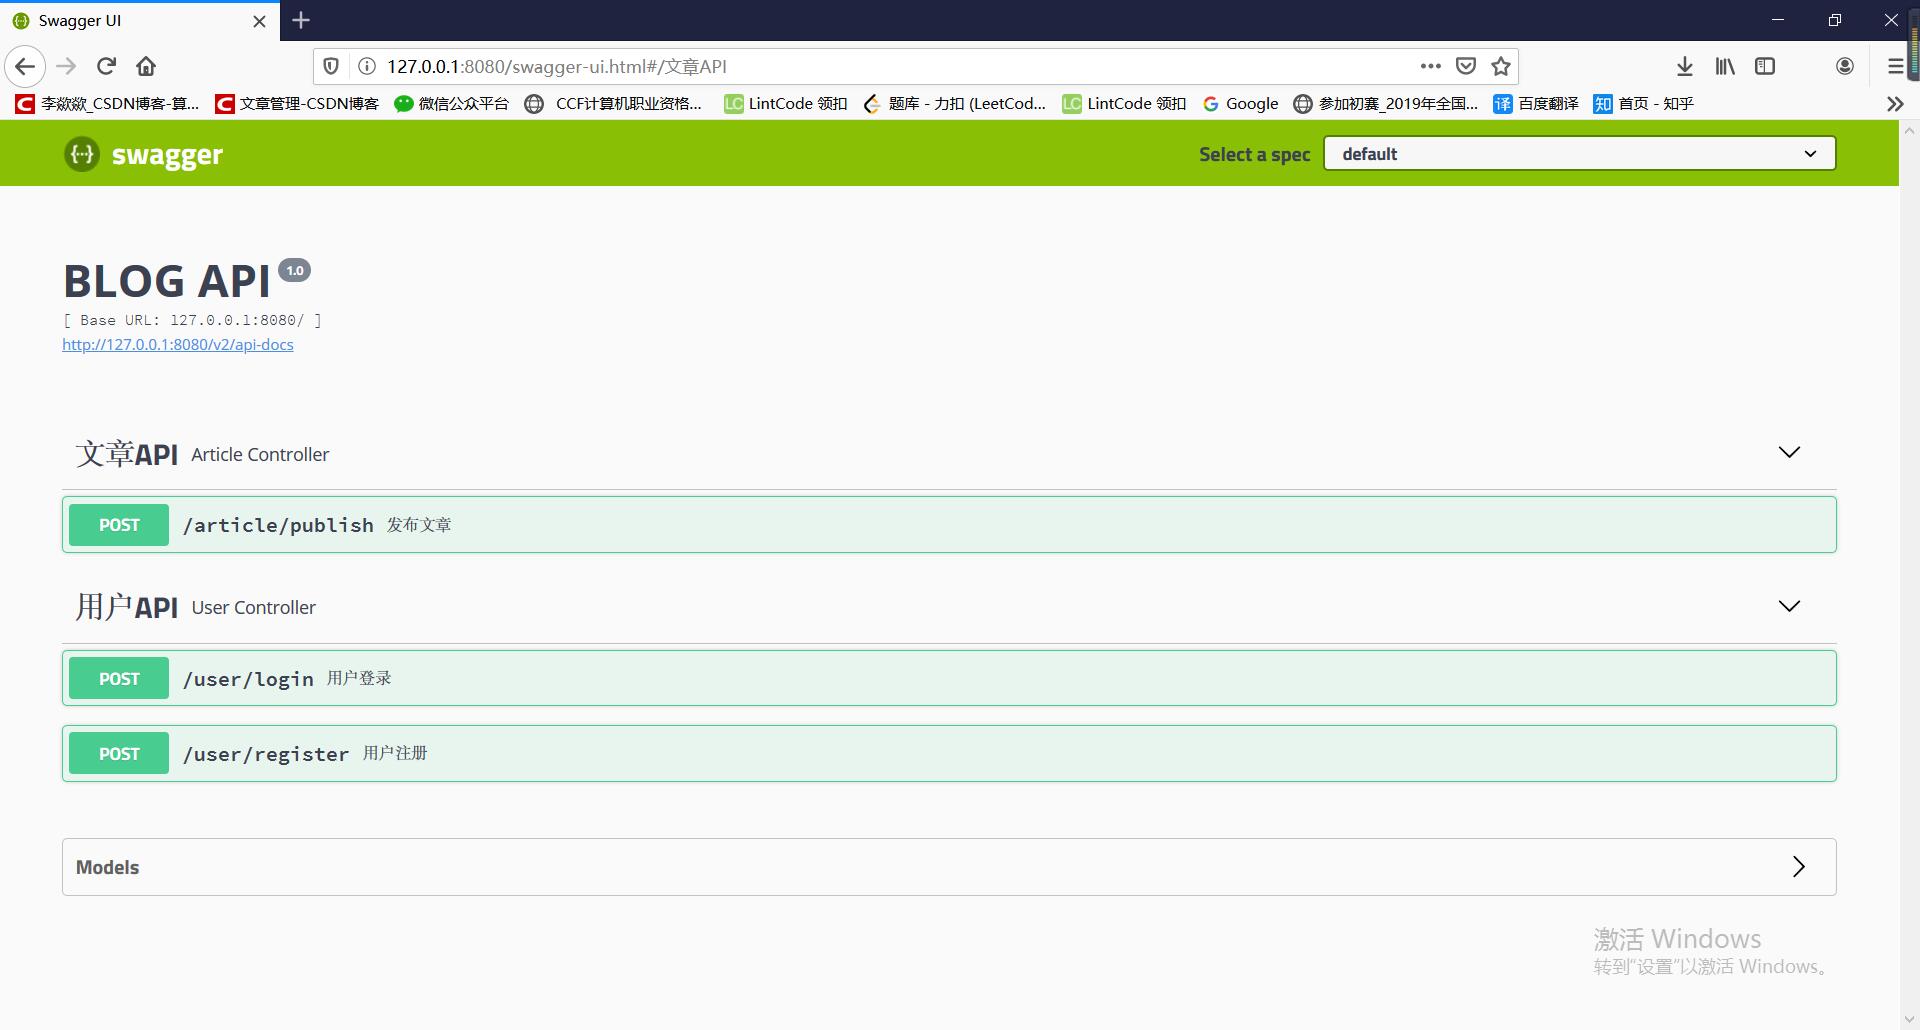 Swagger UI
127.0.0.1:8080/swagger-ui.html#/文章API
李欻欻_CSDN博客-算... 文章管理-CSDN博客 微信公众平台 CCF计算机职业资格... LC LintCode 领扣 题库 - 力扣 (LeetCod... LC LintCode 领扣 Google 参加初赛_2019年全国... 译 百度翻译 知 首页 - 知乎
{···} swagger Select a spec default
BLOG API 1.0
[ Base URL: 127.0.0.1:8080/ ]
http://127.0.0.1:8080/v2/api-docs
文章API Article Controller
POST /article/publish 发布文章
用户API User Controller
POST /user/login 用户登录
POST /user/register 用户注册
Models
激活 Windows
转到"设置"以激活 Windows。